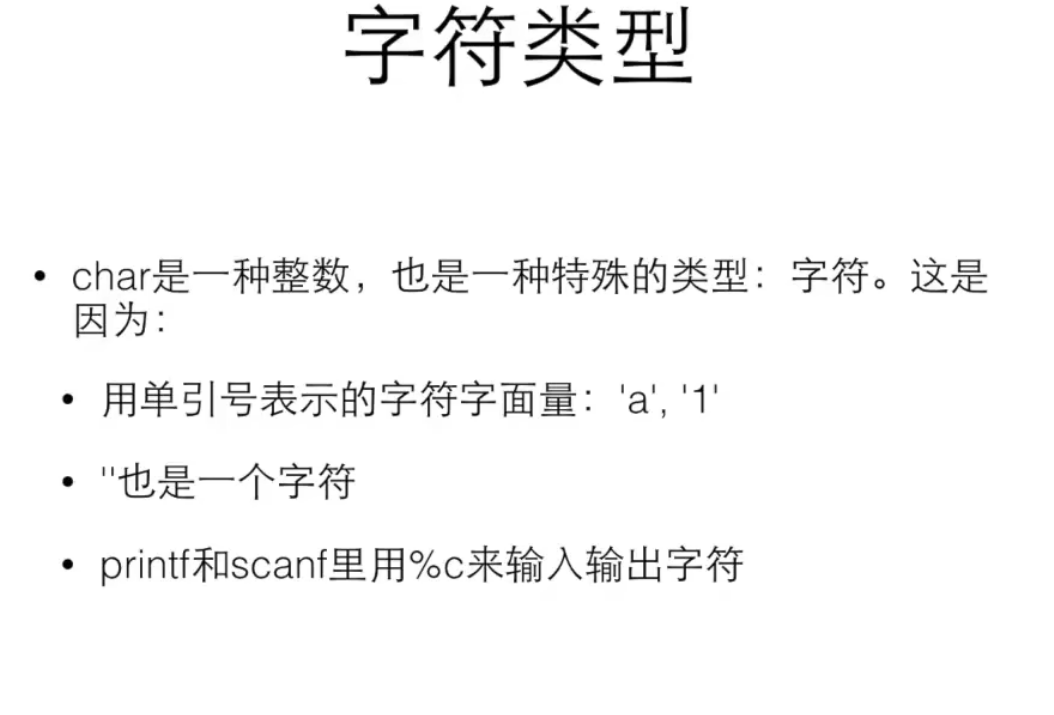 字符类型
• char是一种整数，也是一种特殊的类型：字符。这是
因为：
• 用单引号表示的字符字面量：'a', '1'
• ''也是一个字符
• printf和scanf里用%c来输入输出字符